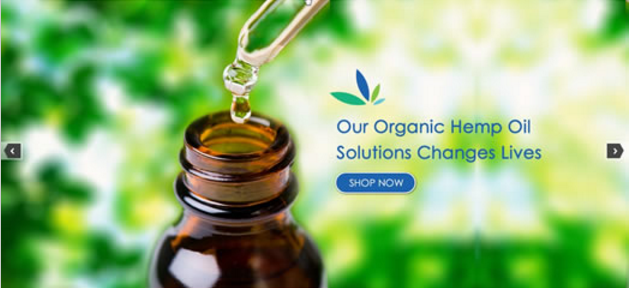 Our Organic Hemp Oil
Solutions Changes Lives
SHOP NOW